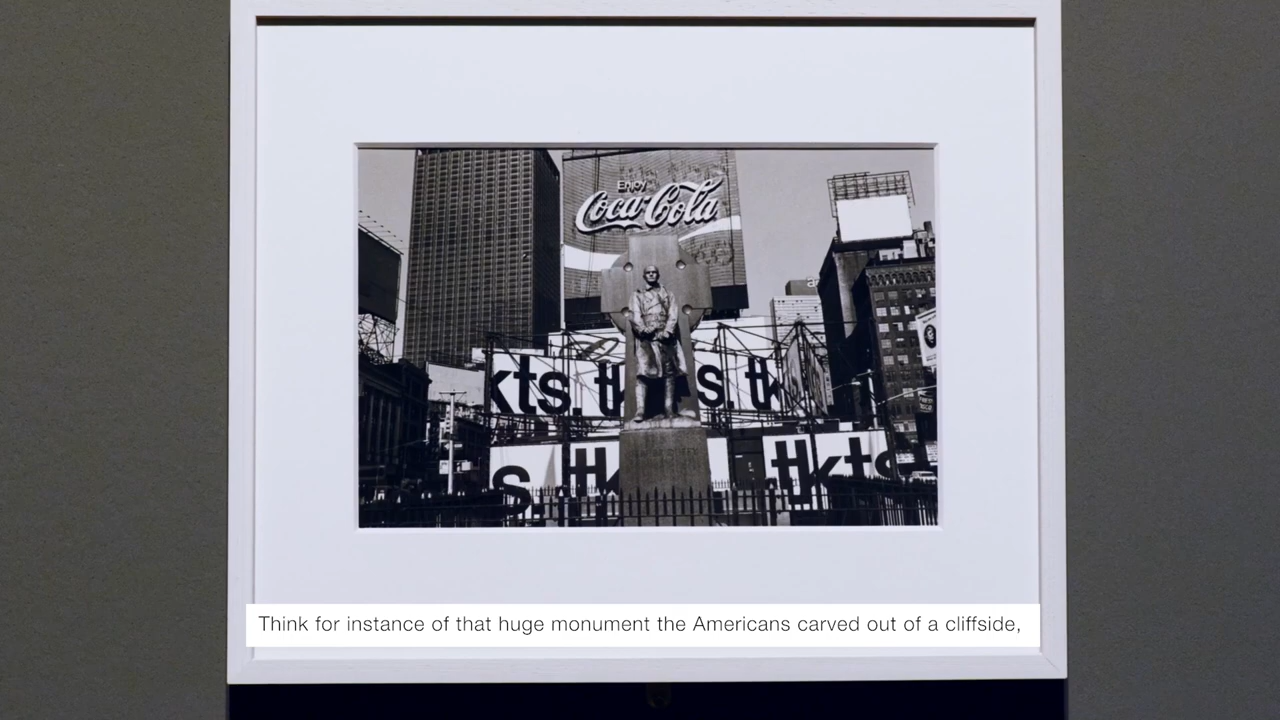 Enjoy
Coca-Cola
kts. t
s. tk
s.
tk
tkts
Think for instance of that huge monument the Americans carved out of a cliffside,